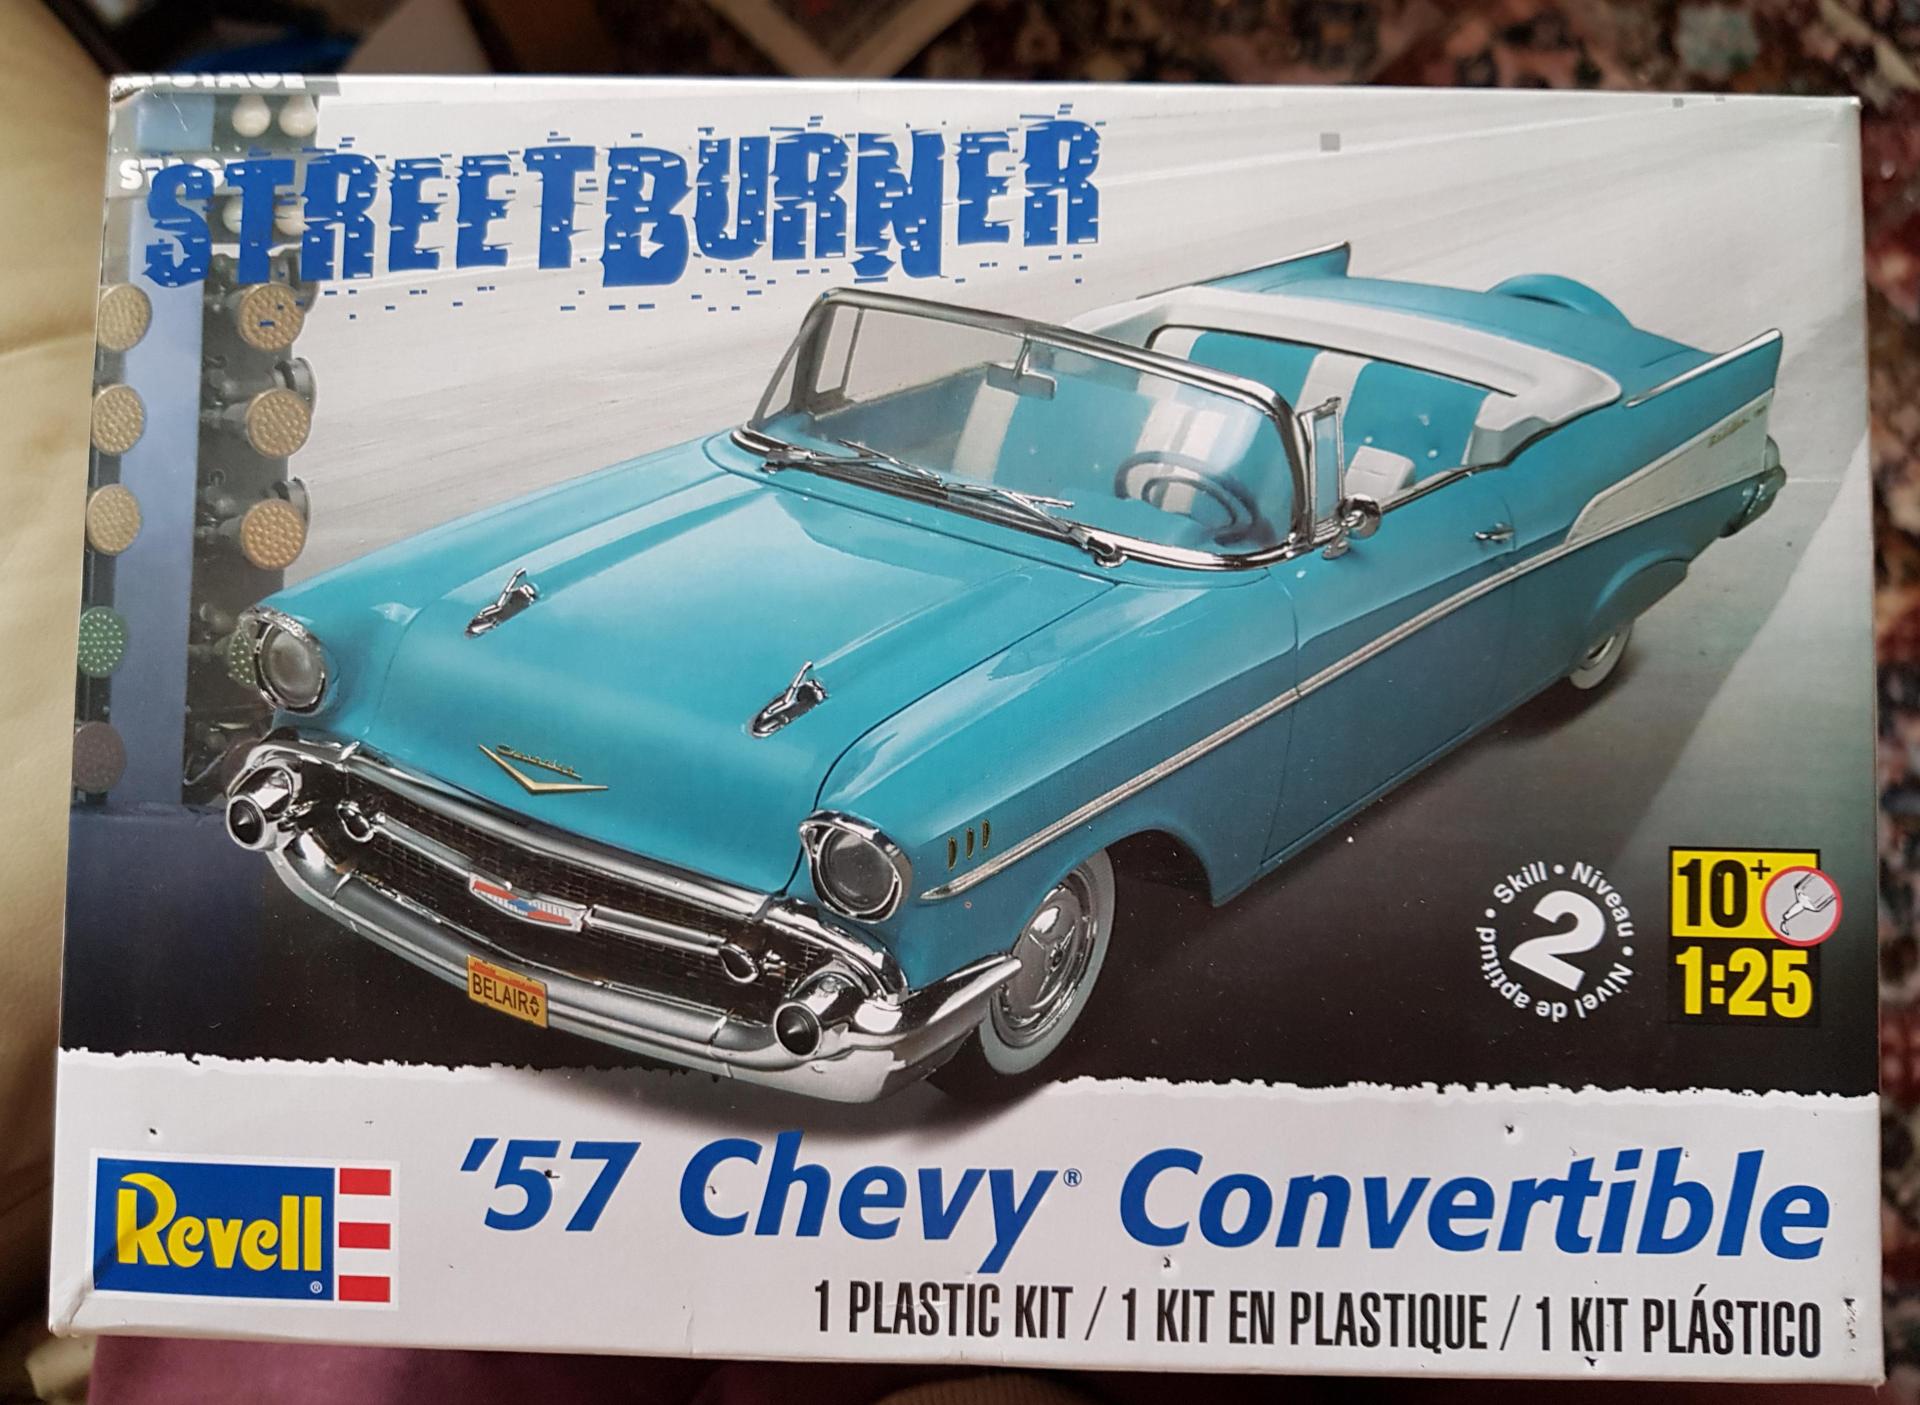 STAGE
STREETBURNER
BELAIR
Skill • Niveau • Nivel de aptitud •
2
10+
1:25
Revell®
'57 Chevy® Convertible
1 PLASTIC KIT / 1 KIT EN PLASTIQUE / 1 KIT PLÁSTICO